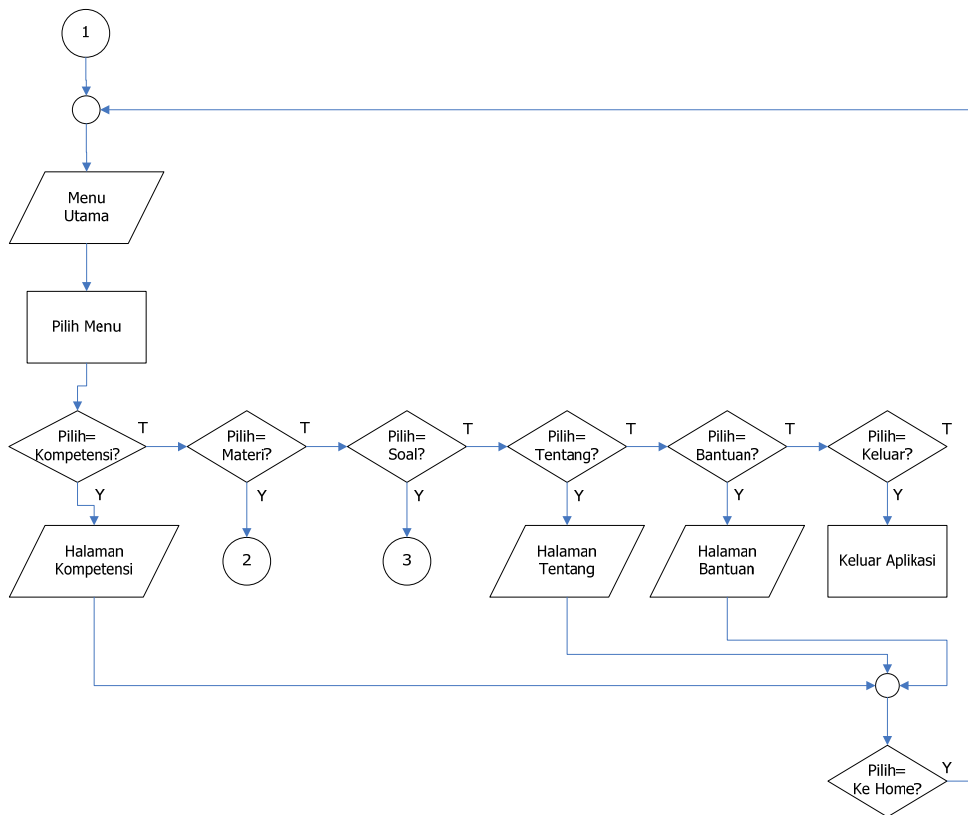 1
Menu
Utama
Pilih Menu
Pilih=
Kompetensi?
T
Pilih=
Materi?
T
Pilih=
Soal?
T
Pilih=
Tentang?
T
Pilih=
Bantuan?
T
Pilih=
Keluar?
T
Y
Y
Y
Y
Y
Y
Halaman
Kompetensi
2
3
Halaman
Tentang
Halaman
Bantuan
Keluar Aplikasi
Pilih=
Ke Home?
Y